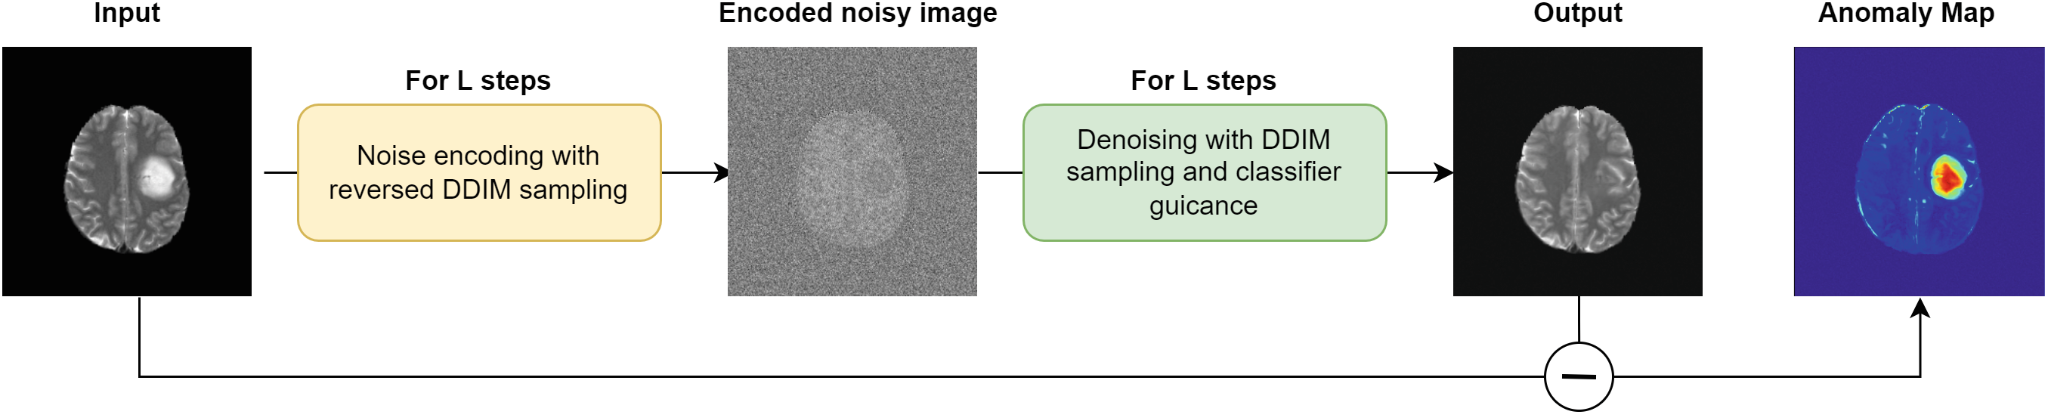 Input
Encoded noisy image
Output
Anomaly Map
For L steps
For L steps
Noise encoding with
reversed DDIM sampling
Denoising with DDIM
sampling and classifier
guicance